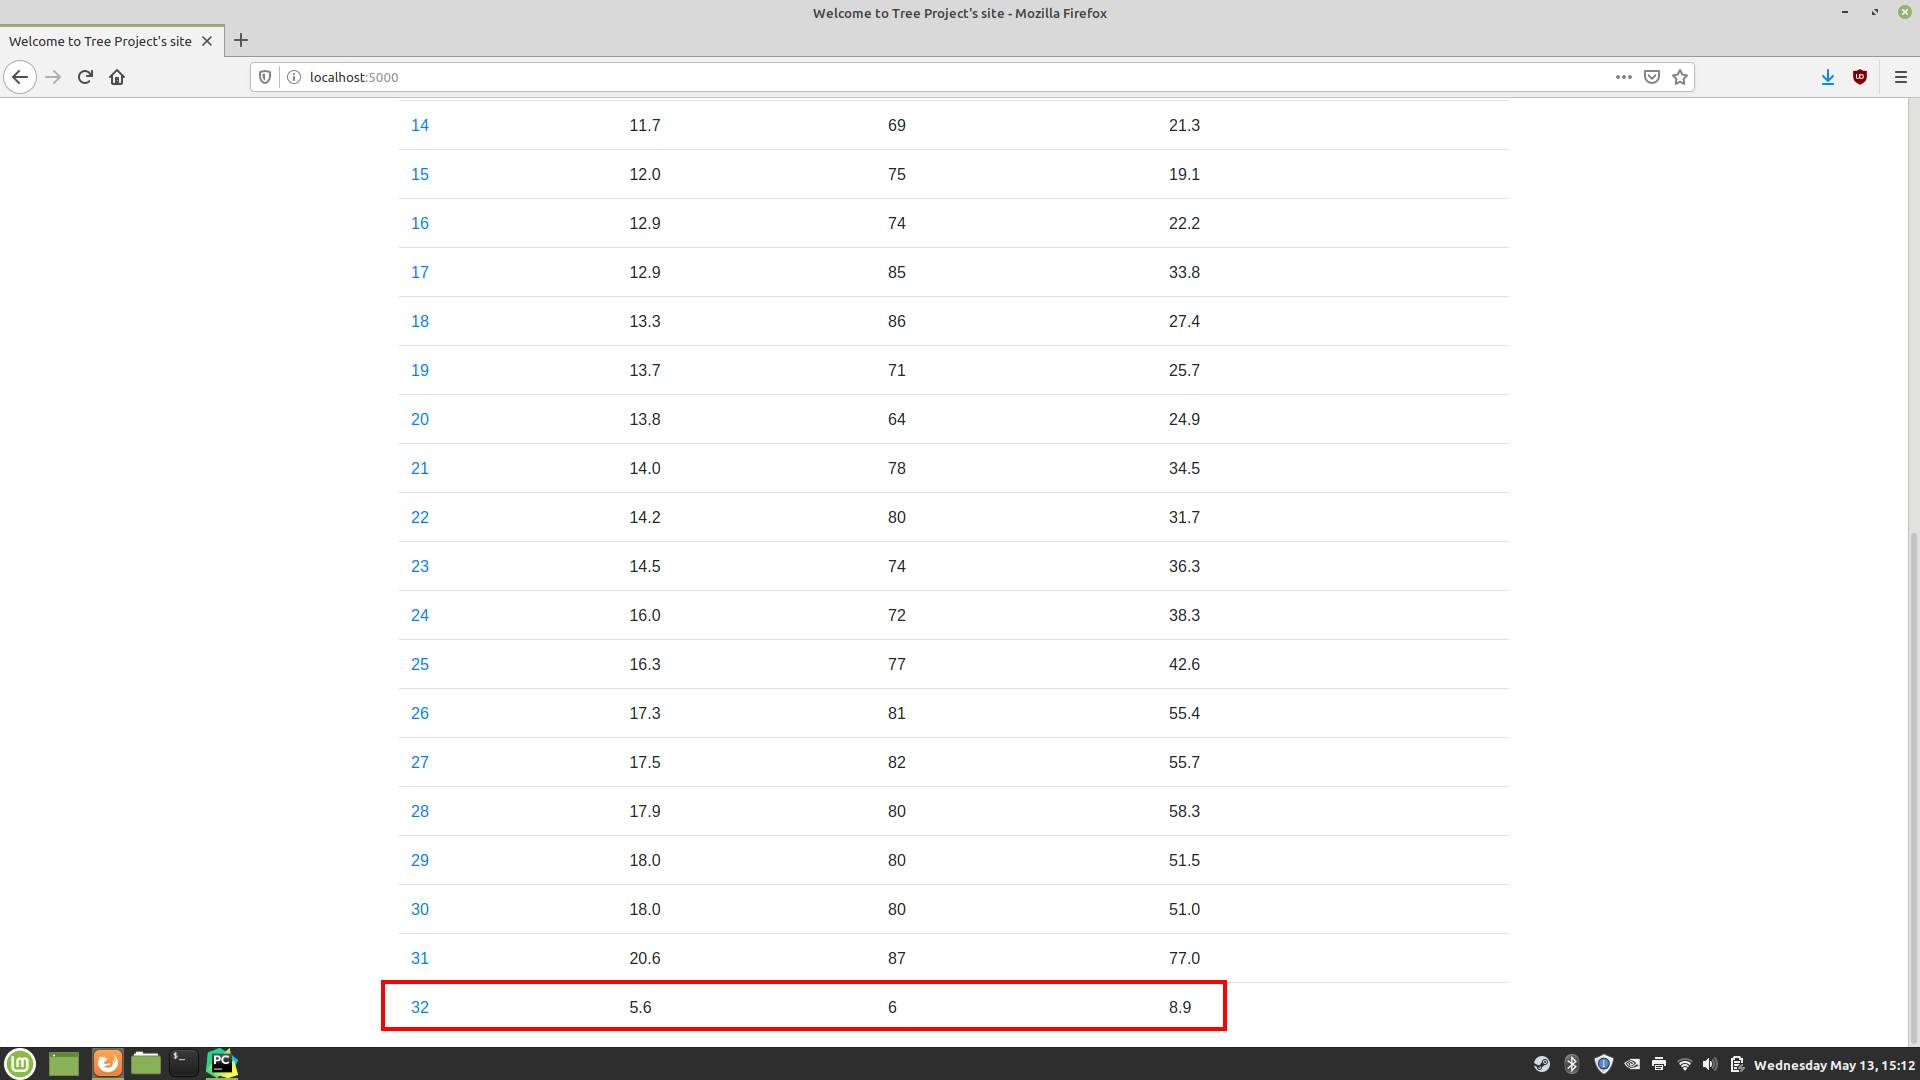 Welcome to Tree Project's site - Mozilla Firefox
Welcome to Tree Project's site
localhost:5000
14 11.7 69 21.3
15 12.0 75 19.1
16 12.9 74 22.2
17 12.9 85 33.8
18 13.3 86 27.4
19 13.7 71 25.7
20 13.8 64 24.9
21 14.0 78 34.5
22 14.2 80 31.7
23 14.5 74 36.3
24 16.0 72 38.3
25 16.3 77 42.6
26 17.3 81 55.4
27 17.5 82 55.7
28 17.9 80 58.3
29 18.0 80 51.5
30 18.0 80 51.0
31 20.6 87 77.0
32 5.6 6 8.9
PC
Wednesday May 13, 15:12